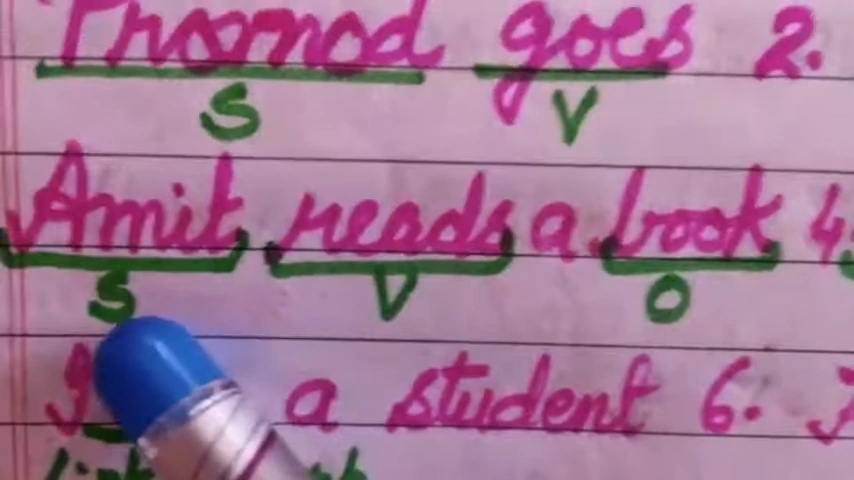 Pramod goes 2.
S V
Amit reads a book 4.
S V O
I a student 6.